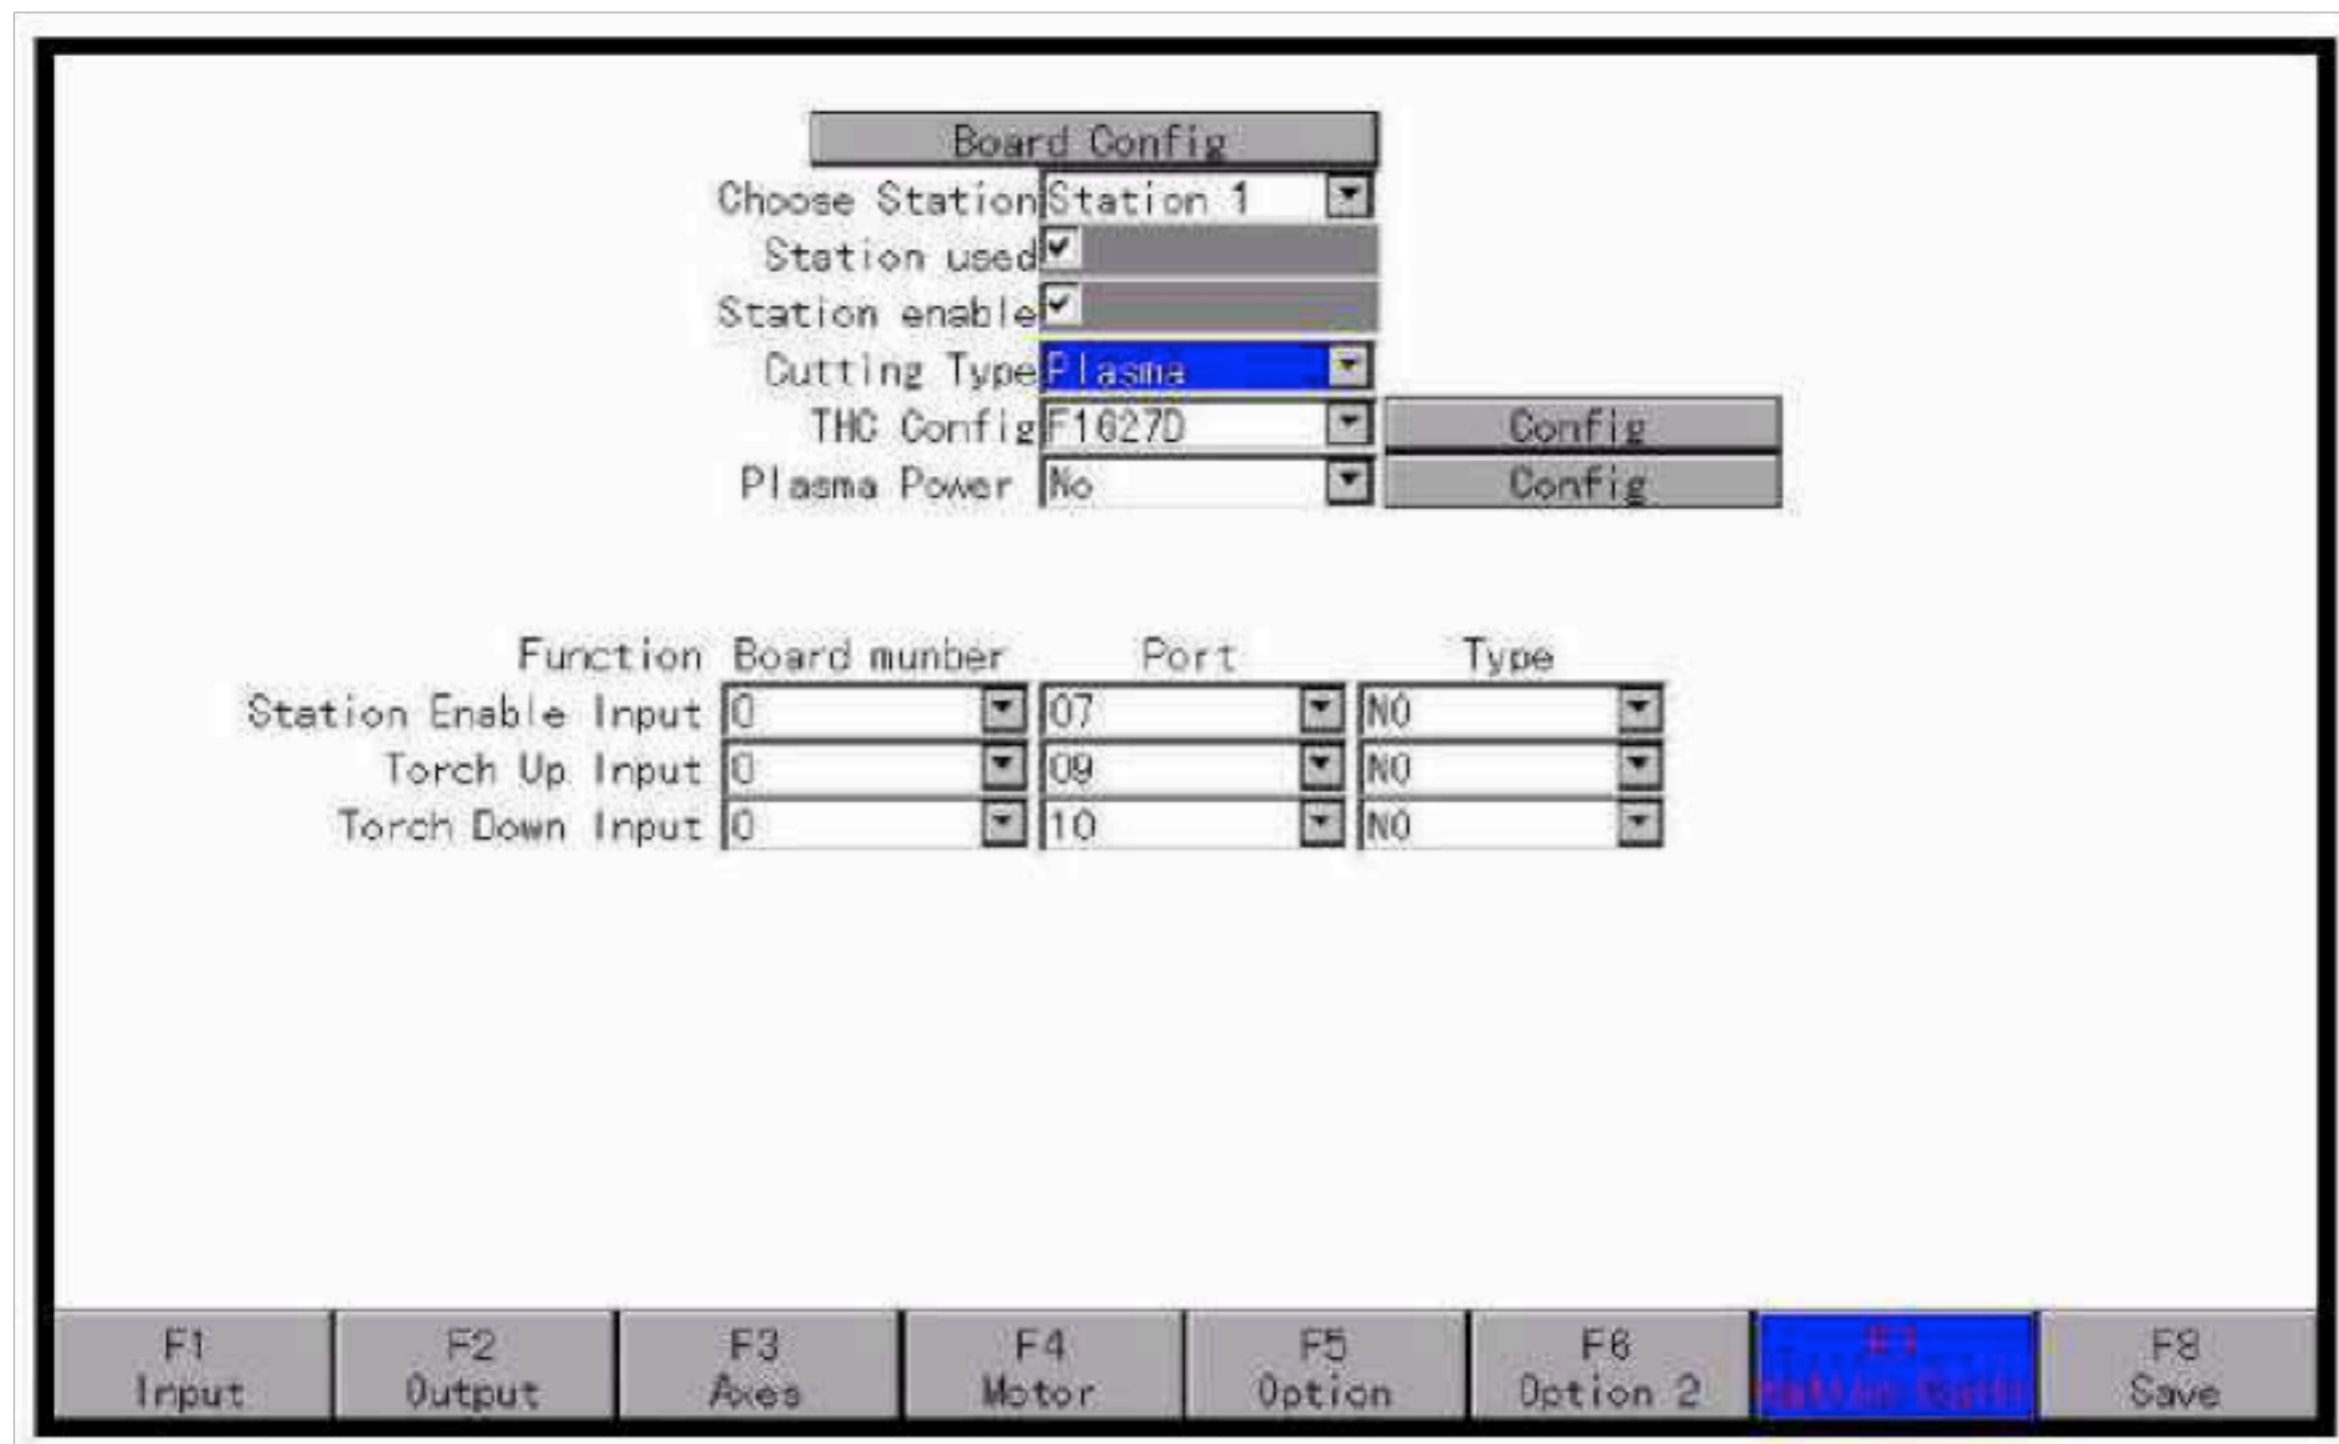 Board Config
Choose Station Station 1
Station used
Station enable
Cutting Type Plasma
THC Config F1627D Config
Plasma Power No Config
Function Board munber Port Type
Station Enable Input 0 07 NO
Torch Up Input 0 09 NO
Torch Down Input 0 10 NO
F1 F2 F3 F4 F5 F6 F8
Input Output Axes Motor Option Option 2 Save